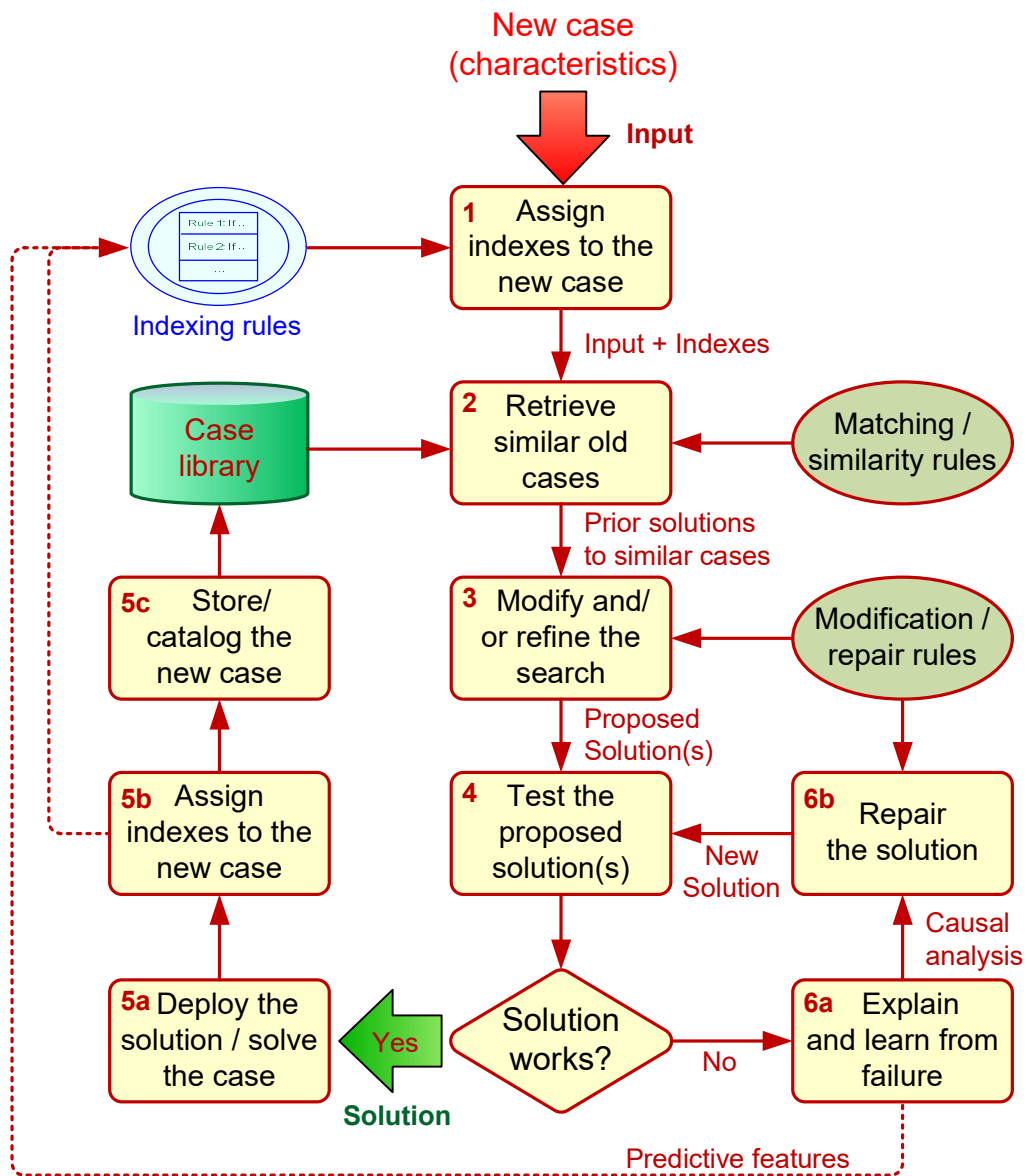 New case
(characteristics)
Input
Rule 1: If..
Rule 2: If..
...
Indexing rules
1
Assign
indexes to the
new case
Input + Indexes
Case
library
2
Retrieve
similar old
cases
Matching /
similarity rules
Prior solutions
to similar cases
5c
Store/
catalog the
new case
3
Modify and/
or refine the
search
Modification /
repair rules
Proposed
Solution(s)
5b
Assign
indexes to the
new case
4
Test the
proposed
solution(s)
New
Solution
6b
Repair
the solution
Causal
analysis
5a
Deploy the
solution / solve
the case
Yes
Solution
Solution
works?
No
6a
Explain
and learn from
failure
Predictive features